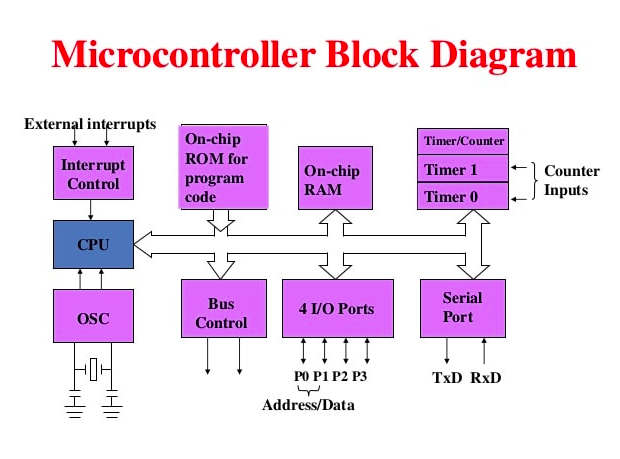 Microcontroller Block Diagram
External interrupts
Interrupt
Control
On-chip
ROM for
program
code
On-chip
RAM
Timer/Counter
Timer 1
Timer 0
Counter
Inputs
CPU
OSC
Bus
Control
4 I/O Ports
Serial
Port
P0 P1 P2 P3
Address/Data
TxD RxD